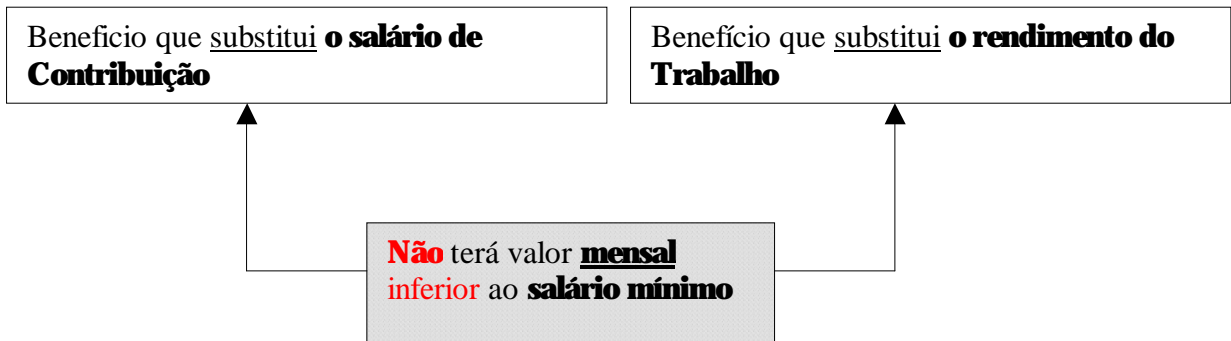 Beneficio que substitui o salário de
Contribuição
Benefício que substitui o rendimento do
Trabalho
Não terá valor mensal
inferior ao salário mínimo